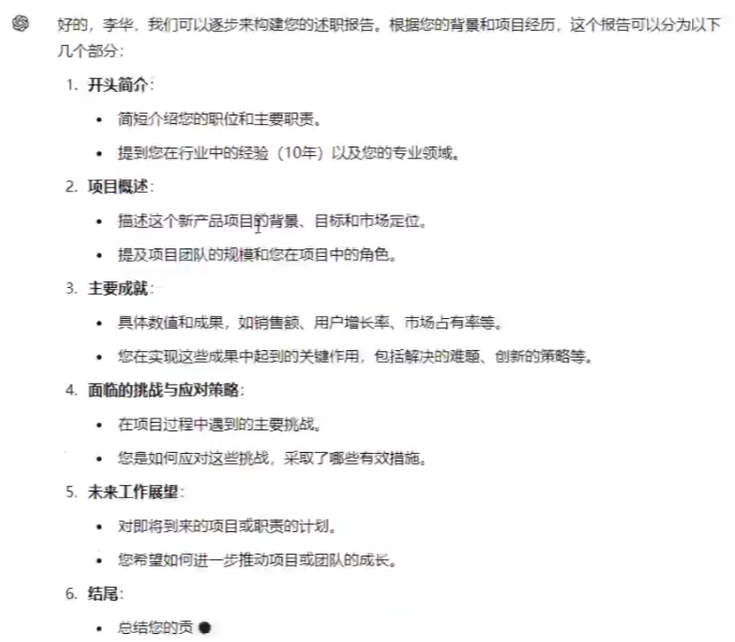 好的，李华，我们可以逐步来构建您的述职报告。根据您的背景和项目经历，这个报告可以分为以下
几个部分：
1. 开头简介：
• 简短介绍您的职位和主要职责。
• 提到您在行业中的经验（10年）以及您的专业领域。
2. 项目概述：
• 描述这个新产品项目的背景、目标和市场定位。
• 提及项目团队的规模和您在项目中的角色。
3. 主要成就：
• 具体数值和成果，如销售额、用户增长率、市场占有率等。
• 您在实现这些成果中起到的关键作用，包括解决的难题、创新的策略等。
4. 面临的挑战与应对策略：
• 在项目过程中遇到的主要挑战。
• 您是如何应对这些挑战，采取了哪些有效措施。
5. 未来工作展望：
• 对即将到来的项目或职责的计划。
• 您希望如何进一步推动项目或团队的成长。
6. 结尾：
• 总结您的贡